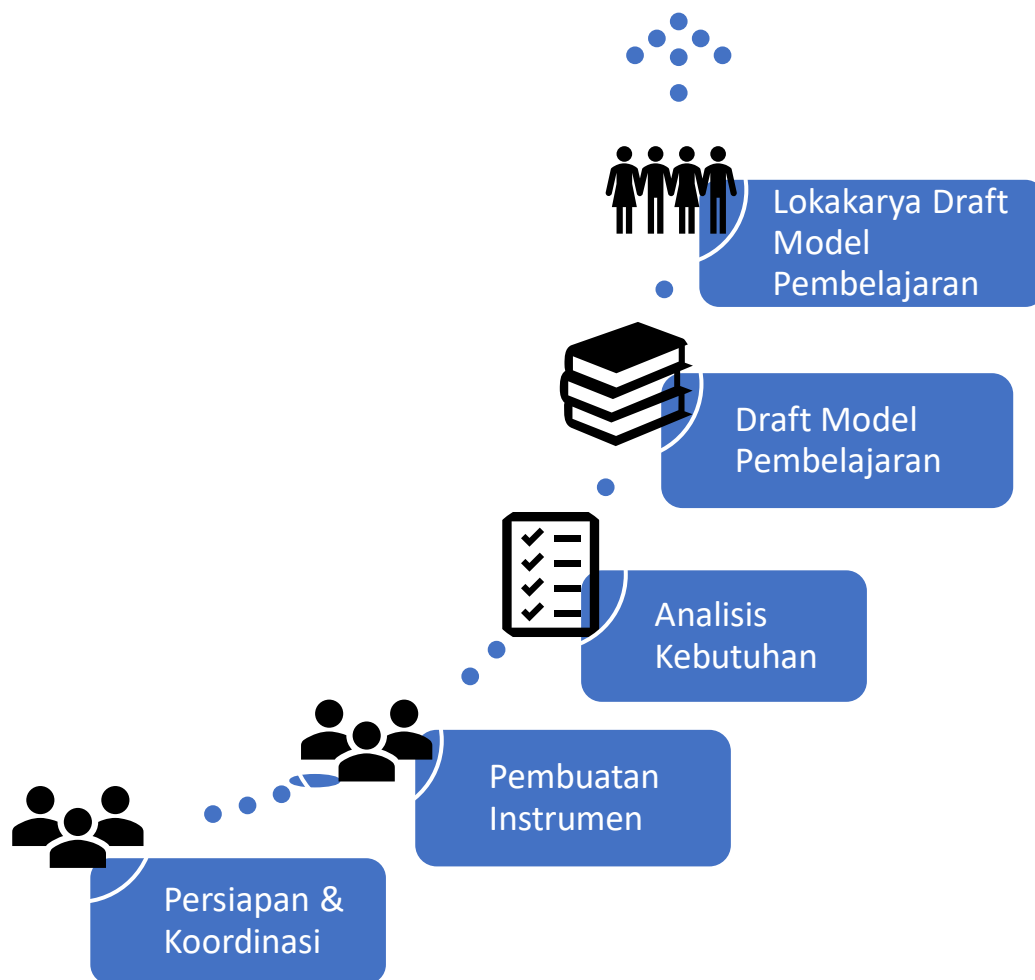 Lokakarya Draft
Model
Pembelajaran
Draft Model
Pembelajaran
Analisis
Kebutuhan
Pembuatan
Instrumen
Persiapan &
Koordinasi